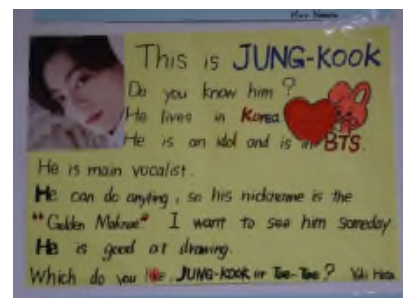 This is JUNG-KOOK
Do you know him ?
He lives in Korea.
He is an idol and is in BTS.
He is main vocalist.
He can do anyting, so his nickname is the
"Golden Maknae" I want to see him someday
He is good at drawing.
Which do you like, JUNG-KOOK or Tae-Tae?